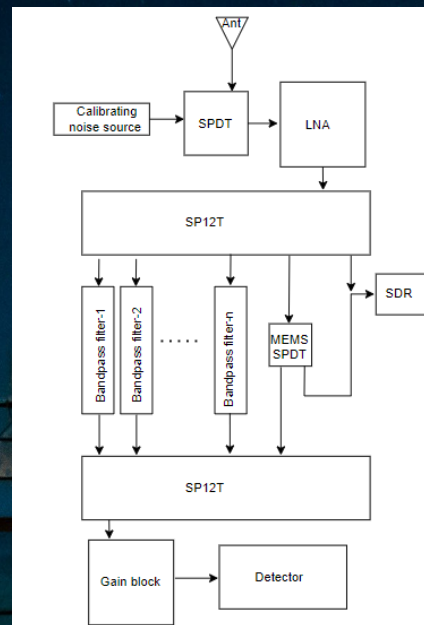 Ant
Calibrating
noise source
SPDT
LNA
SP12T
SDR
Bandpass filter-1
Bandpass filter-2
.....
Bandpass filter-n
MEMS
SPDT
SP12T
Gain block
Detector